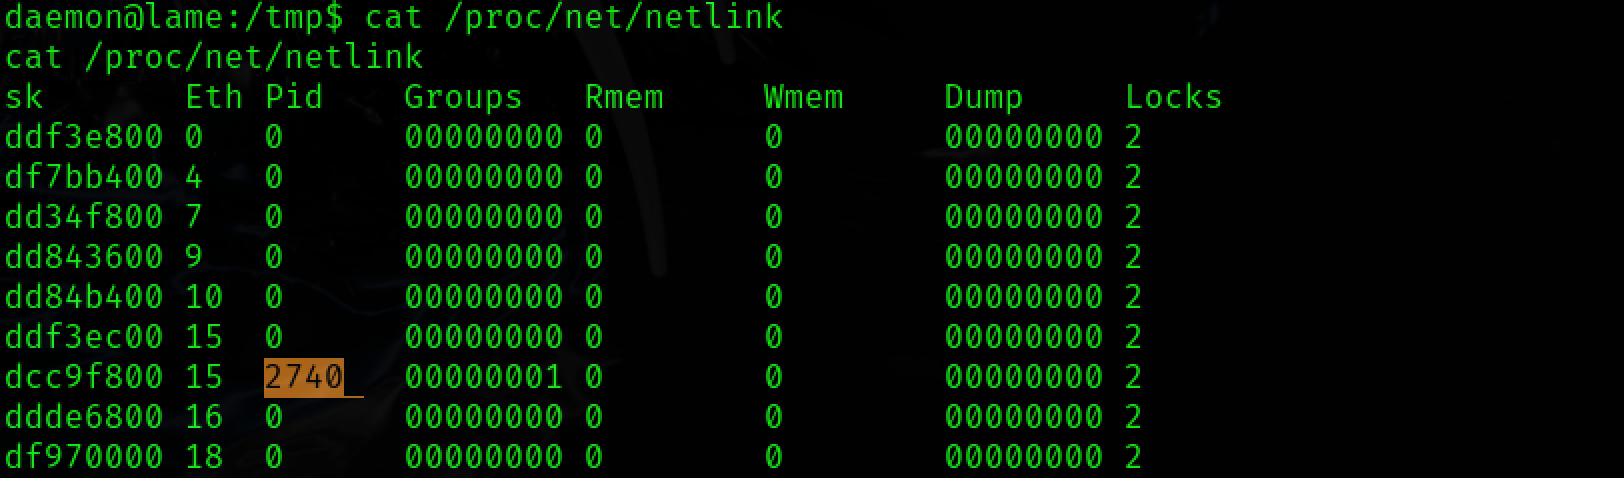 daemon@lame:/tmp$ cat /proc/net/netlink
cat /proc/net/netlink
sk       Eth Pid    Groups   Rmem     Wmem     Dump     Locks
ddf3e800 0   0      00000000 0        0        00000000 2
df7bb400 4   0      00000000 0        0        00000000 2
dd34f800 7   0      00000000 0        0        00000000 2
dd843600 9   0      00000000 0        0        00000000 2
dd84b400 10  0      00000000 0        0        00000000 2
ddf3ec00 15  0      00000000 0        0        00000000 2
dcc9f800 15  2740   00000001 0        0        00000000 2
ddde6800 16  0      00000000 0        0        00000000 2
df970000 18  0      00000000 0        0        00000000 2